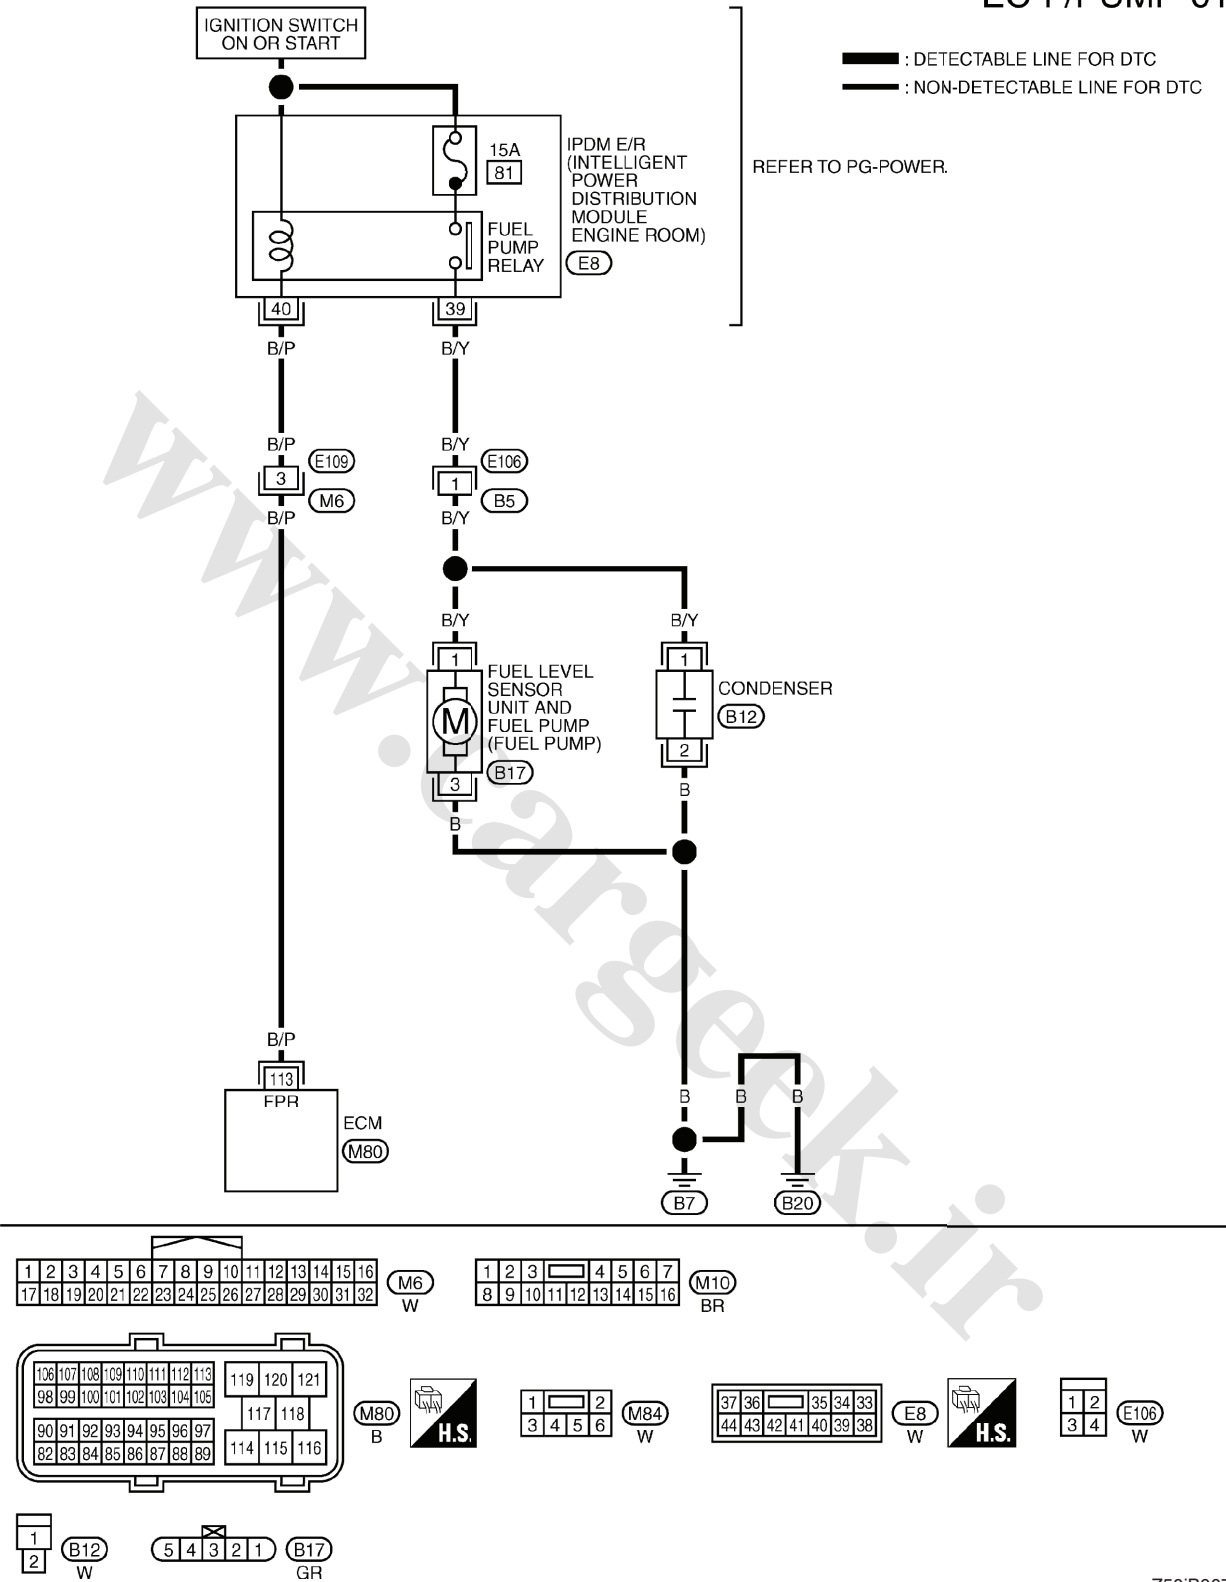 IGNITION SWITCH
ON OR START
: DETECTABLE LINE FOR DTC
: NON-DETECTABLE LINE FOR DTC
15A
81
IPDM E/R
(INTELLIGENT
POWER
DISTRIBUTION
MODULE
ENGINE ROOM)
E8
REFER TO PG-POWER.
FUEL
PUMP
RELAY
40
39
B/P
B/Y
B/P
B/Y
E109
E106
3
1
M6
B5
B/P
B/Y
B/Y
B/Y
1
1
FUEL LEVEL
SENSOR
UNIT AND
FUEL PUMP
(FUEL PUMP)
M
CONDENSER
B12
2
B17
3
B
B
B/P
113
FPR
ECM
M80
B
B
B
B7
B20
www.cargeek.ir
1 2 3 4 5 6 7 8 9 10 11 12 13 14 15 16
17 18 19 20 21 22 23 24 25 26 27 28 29 30 31 32
M6
W
1 2 3 4 5 6 7
8 9 10 11 12 13 14 15 16
M10
BR
106 107 108 109 110 111 112 113
98 99 100 101 102 103 104 105
90 91 92 93 94 95 96 97
82 83 84 85 86 87 88 89
119 120 121
117 118
114 115 116
M80
B
H.S.
1 2
3 4 5 6
M84
W
37 36 35 34 33
44 43 42 41 40 39 38
E8
W
H.S.
1 2
3 4
E106
W
1
2
B12
W
5 4 3 2 1
B17
GR